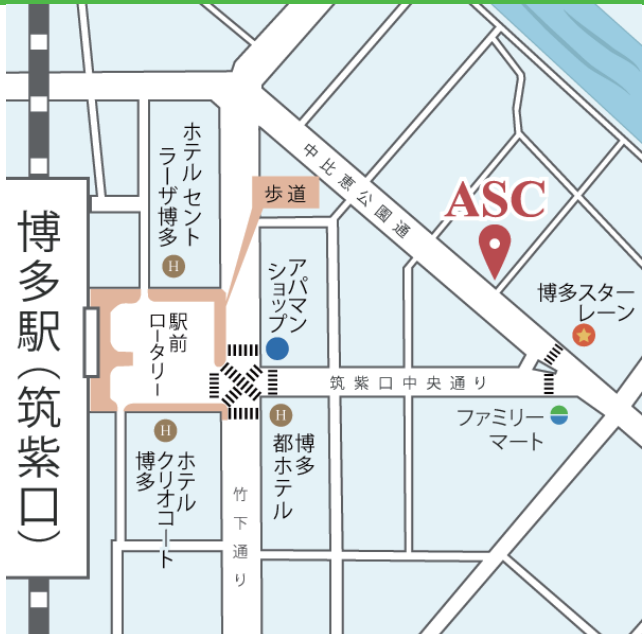 博多駅（筑紫口）
ホテル セント
ラーザ博多
H
歩道
中比恵公園通
ASC
博多スター
レーン
アパマン
ショップ
駅前
ロータリー
筑紫口中央通り
ファミリー
マート
H
ホテル
クリオコート
博多
H
博多
都ホテル
竹下通り